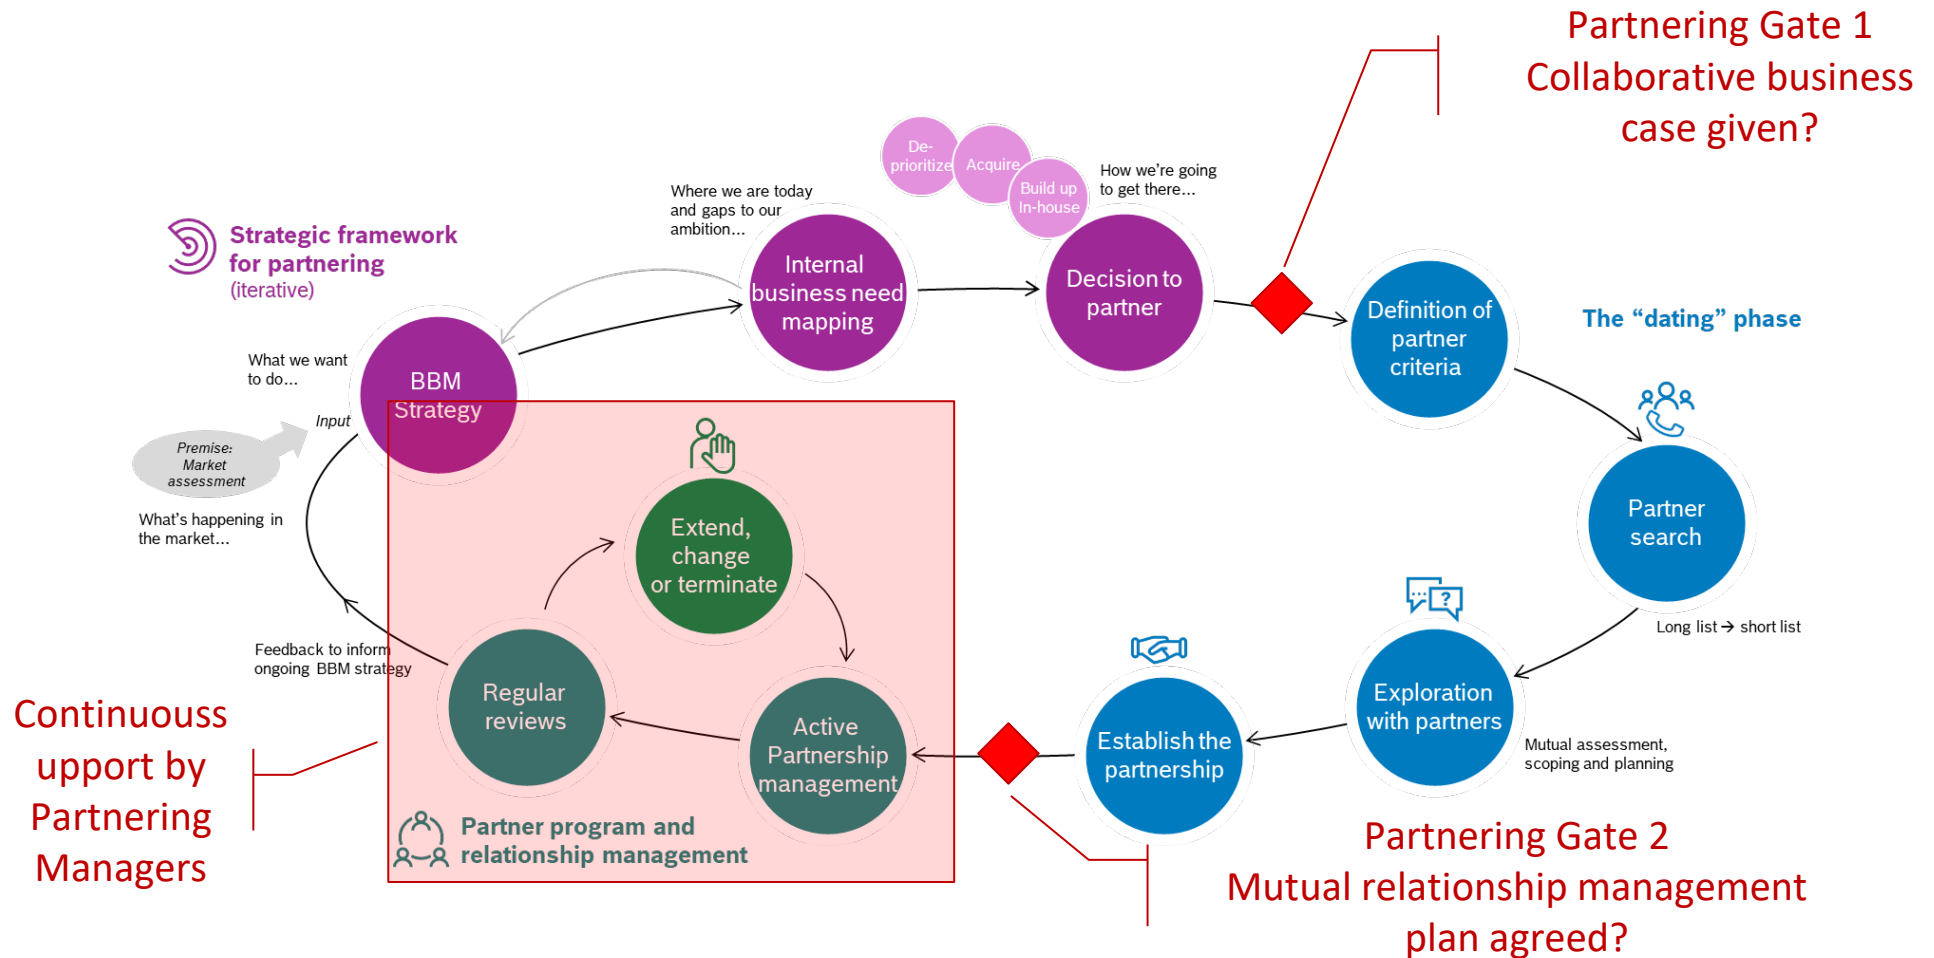 Partnering Gate 1
Collaborative business
case given?
De-
prioritize
Acquire
Build up
In-house
How we're going
to get there...
Where we are today
and gaps to our
ambition...
Strategic framework
for partnering
(iterative)
Internal
business need
mapping
Decision to
partner
Definition of
partner
criteria
The “dating” phase
What we want
to do...
BBM
Strategy
Input
Premise:
Market
assessment
What's happening in
the market...
Extend,
change
or terminate
Partner
search
Long list → short list
Feedback to inform
ongoing BBM strategy
Regular
reviews
Active
Partnership
management
Establish the
partnership
Exploration
with partners
Mutual assessment,
scoping and planning
Continuouss
upport by
Partnering
Managers
Partner program and
relationship management
Partnering Gate 2
Mutual relationship management
plan agreed?